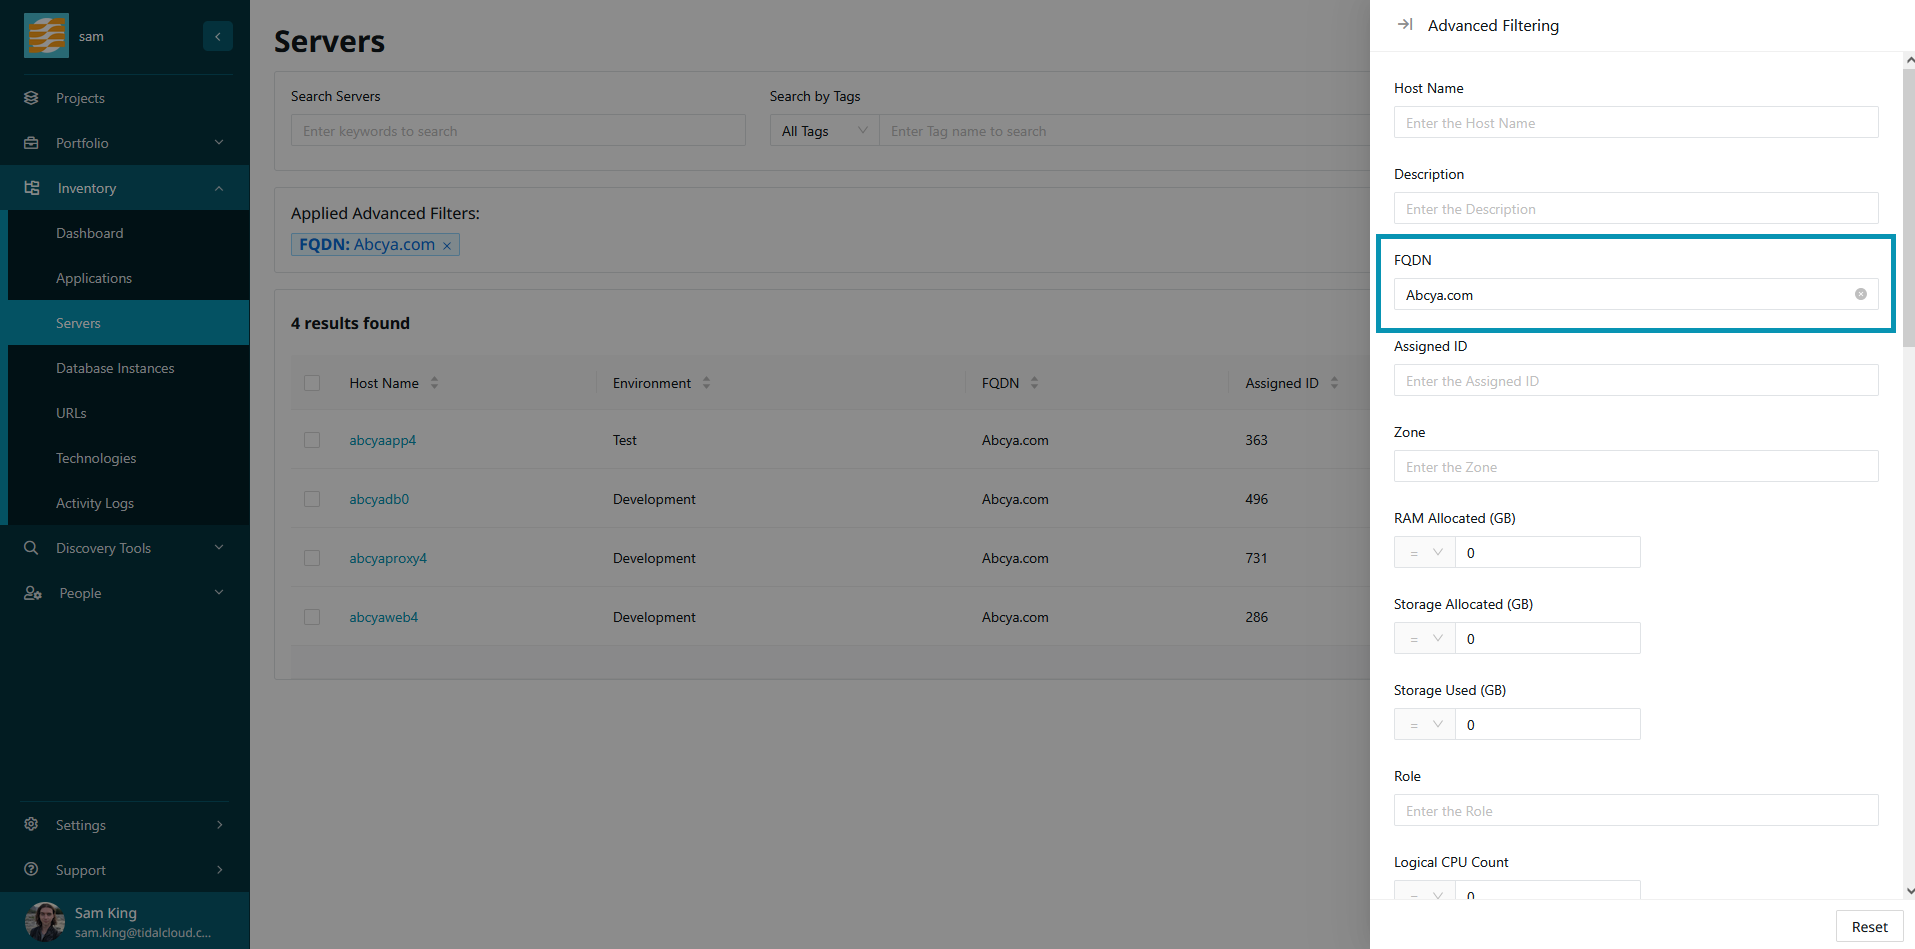 sam
Projects
Portfolio
Inventory
Dashboard
Applications
Servers
Database Instances
URLs
Technologies
Activity Logs
Discovery Tools
People
Settings
Support
Sam King
sam.king@tidalcloud.c...
Servers
Search Servers
Enter keywords to search
Search by Tags
All Tags
Enter Tag name to search
Applied Advanced Filters:
FQDN: Abcya.com ×
4 results found
Host Name Environment FQDN Assigned ID
abcyaapp4 Test Abcya.com 363
abcyadb0 Development Abcya.com 496
abcyaproxy4 Development Abcya.com 731
abcyaweb4 Development Abcya.com 286
Advanced Filtering
Host Name
Enter the Host Name
Description
Enter the Description
FQDN
Abcya.com
Assigned ID
Enter the Assigned ID
Zone
Enter the Zone
RAM Allocated (GB)
= 0
Storage Allocated (GB)
= 0
Storage Used (GB)
= 0
Role
Enter the Role
Logical CPU Count
= 0
Reset